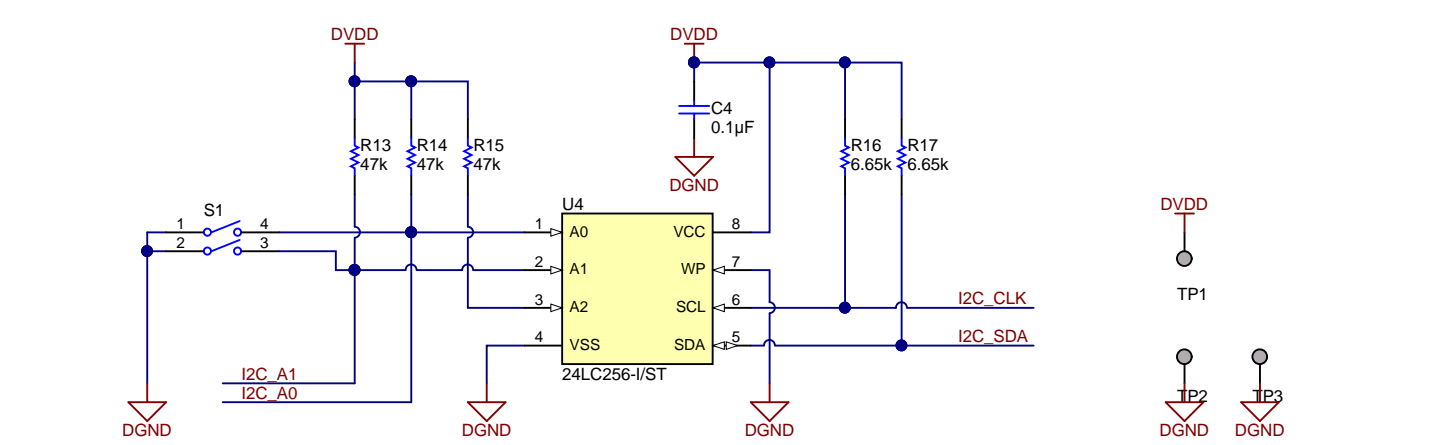 DVDD
DVDD
C4
0.1µF
R13
47k
R14
47k
R15
47k
R16
6.65k
R17
6.65k
DGND
S1
1
4
2
3
U4
1
A0
VCC
8
2
A1
WP
7
3
A2
SCL
6
4
VSS
SDA
5
24LC256-I/ST
I2C_CLK
I2C_SDA
I2C_A1
I2C_A0
DGND
DGND
DGND
DVDD
TP1
TP2
TP3
DGND
DGND